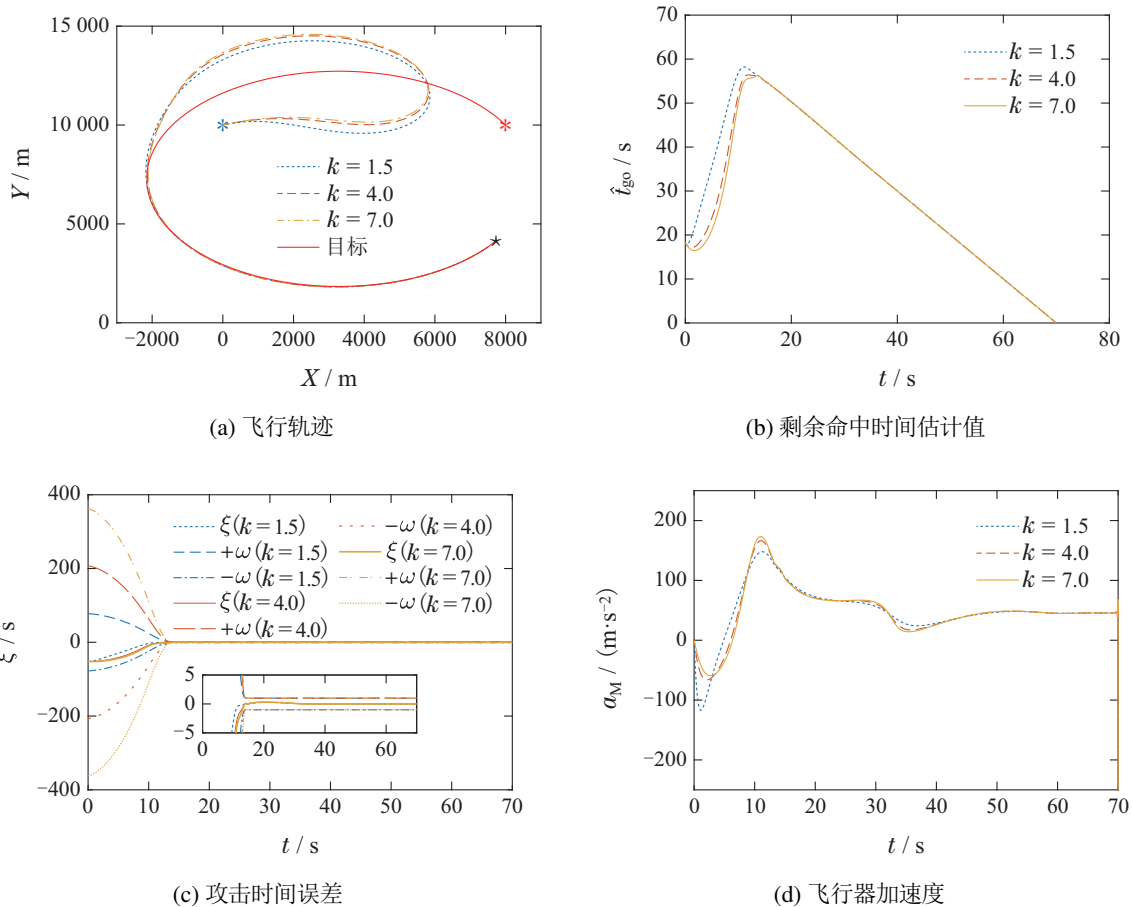 15 000
10 000
5000
0
−2000
0
2000
4000
6000
8000
Y / m
X / m
k = 1.5
k = 4.0
k = 7.0
目标
(a) 飞行轨迹
70
60
50
40
30
20
10
0
0
20
40
60
80
t̂go / s
t / s
k = 1.5
k = 4.0
k = 7.0
(b) 剩余命中时间估计值
400
200
0
−200
−400
0
10
20
30
40
50
60
70
ξ / s
t / s
ξ(k=1.5)
+ω(k=1.5)
−ω(k=1.5)
ξ(k=4.0)
+ω(k=4.0)
−ω(k=4.0)
ξ(k=7.0)
+ω(k=7.0)
−ω(k=7.0)
5
0
−5
0
20
40
60
(c) 攻击时间误差
200
100
0
−100
−200
0
10
20
30
40
50
60
70
aM / (m·s−2)
t / s
k = 1.5
k = 4.0
k = 7.0
(d) 飞行器加速度